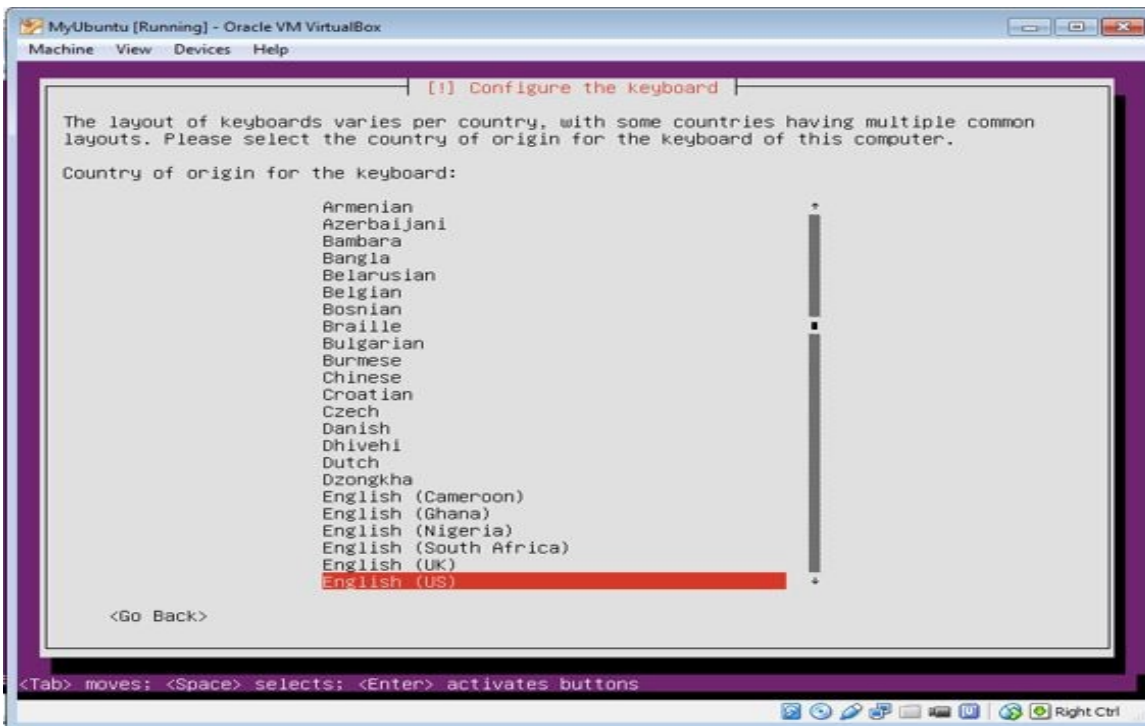 MyUbuntu [Running] - Oracle VM VirtualBox
Machine View Devices Help
[!] Configure the keyboard
The layout of keyboards varies per country, with some countries having multiple common
layouts. Please select the country of origin for the keyboard of this computer.
Country of origin for the keyboard:
Armenian
Azerbaijani
Bambara
Bangla
Belarusian
Belgian
Bosnian
Braille
Bulgarian
Burmese
Chinese
Croatian
Czech
Danish
Dhivehi
Dutch
Dzongkha
English (Cameroon)
English (Ghana)
English (Nigeria)
English (South Africa)
English (UK)
English (US)
<Go Back>
<Tab> moves; <Space> selects; <Enter> activates buttons
Right Ctrl